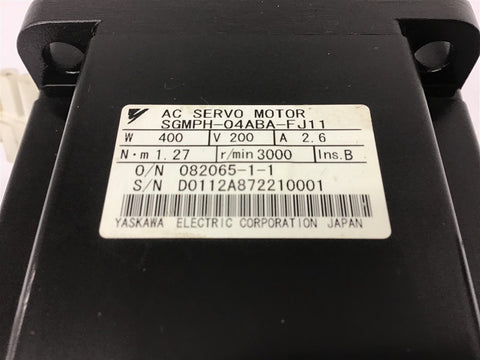 AC SERVO MOTOR
SGMPH-04ABA-FJ11
W 400 V 200 A 2.6
N·m 1.27 r/min 3000 Ins.B
O/N 082065-1-1
S/N D0112A872210001
YASKAWA ELECTRIC CORPORATION JAPAN